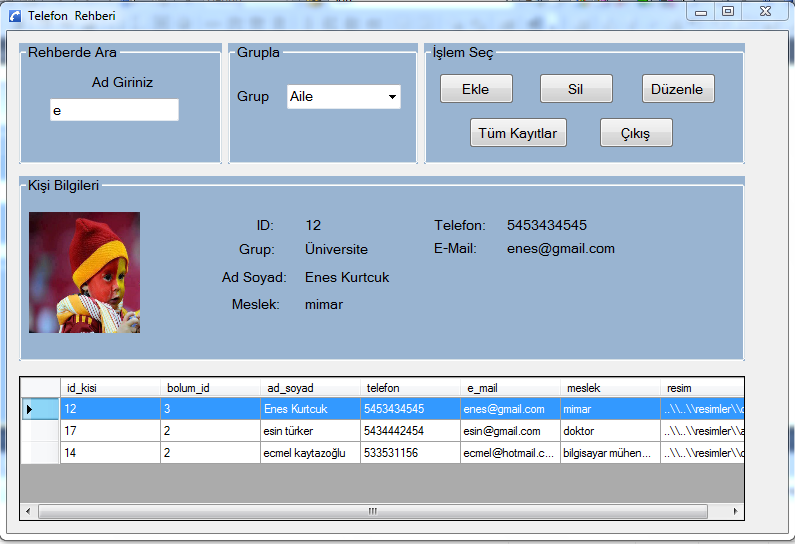 Telefon Rehberi
Rehberde Ara
Ad Giriniz
e
Grupla
Grup Aile
İşlem Seç
Ekle Sil Düzenle
Tüm Kayıtlar Çıkış
Kişi Bilgileri
ID: 12 Telefon: 5453434545
Grup: Üniversite E-Mail: enes@gmail.com
Ad Soyad: Enes Kurtcuk
Meslek: mimar
id_kisi bolum_id ad_soyad telefon e_mail meslek resim
12 3 Enes Kurtcuk 5453434545 enes@gmail.com mimar ..\\..\\resimler\\c
17 2 esin türker 5434442454 esin@gmail.com doktor ..\\..\\resimler\\a
14 2 ecmel kaytazoğlu 533531156 ecmel@hotmail.c... bilgisayar mühen... ..\\..\\resimler\\c